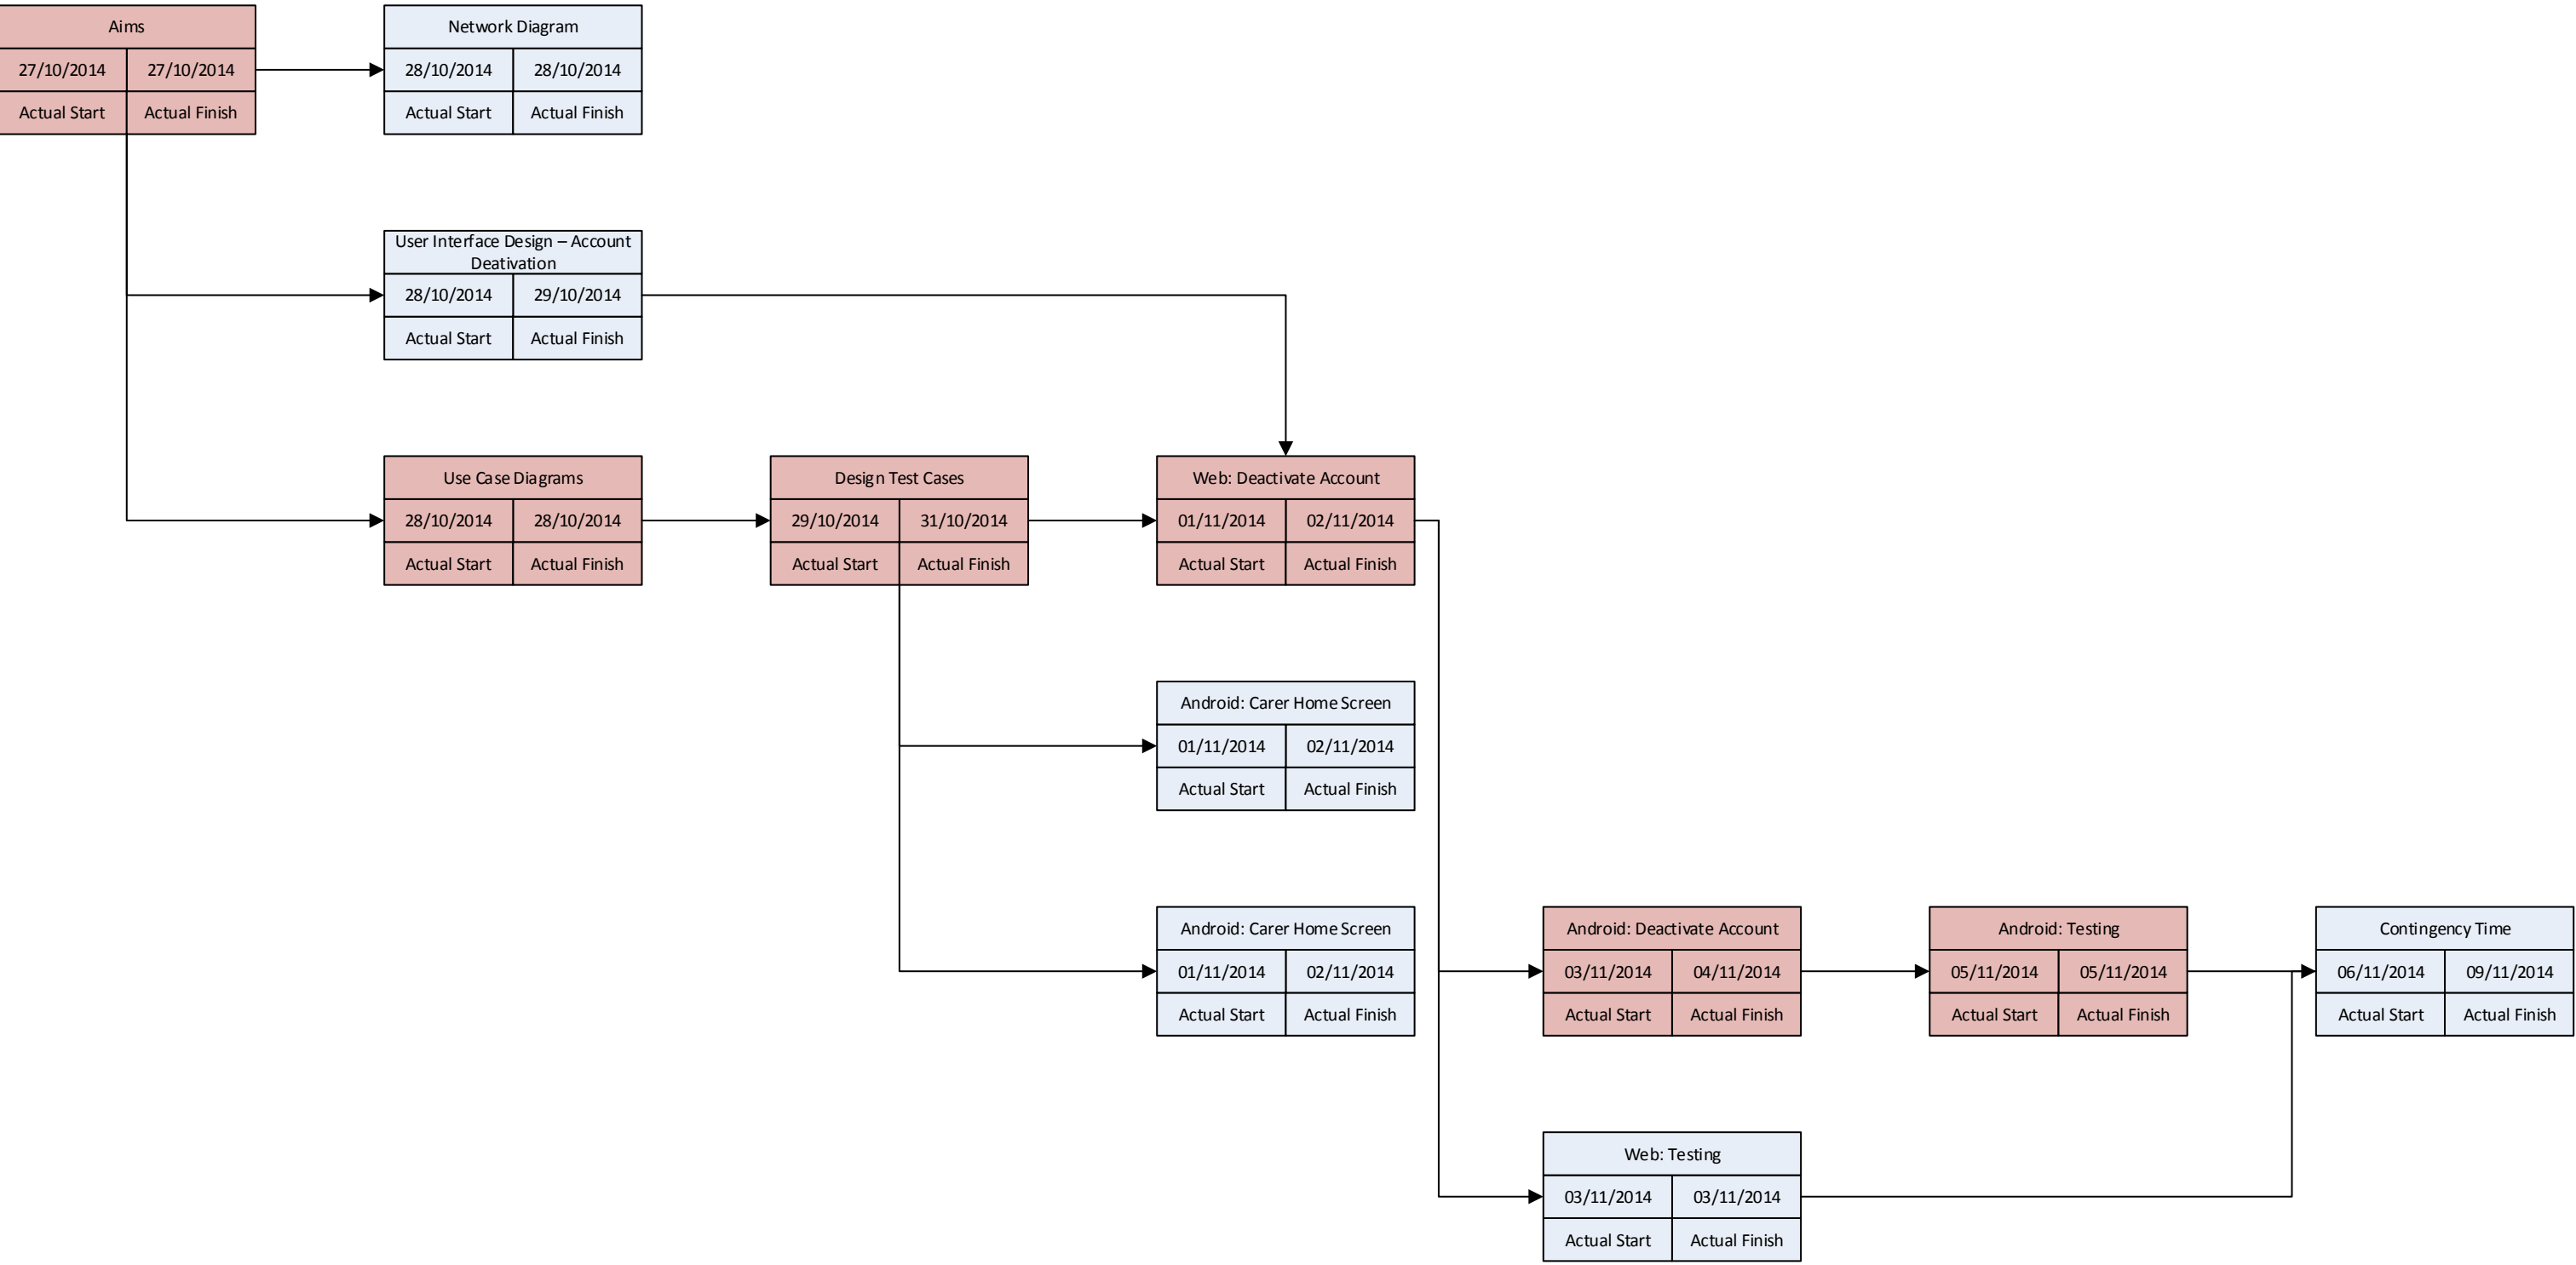 Aims
27/10/2014 27/10/2014
Actual Start Actual Finish
Network Diagram
28/10/2014 28/10/2014
Actual Start Actual Finish
User Interface Design – Account
Deativation
28/10/2014 29/10/2014
Actual Start Actual Finish
Use Case Diagrams
28/10/2014 28/10/2014
Actual Start Actual Finish
Design Test Cases
29/10/2014 31/10/2014
Actual Start Actual Finish
Web: Deactivate Account
01/11/2014 02/11/2014
Actual Start Actual Finish
Android: Carer Home Screen
01/11/2014 02/11/2014
Actual Start Actual Finish
Android: Carer Home Screen
01/11/2014 02/11/2014
Actual Start Actual Finish
Android: Deactivate Account
03/11/2014 04/11/2014
Actual Start Actual Finish
Android: Testing
05/11/2014 05/11/2014
Actual Start Actual Finish
Contingency Time
06/11/2014 09/11/2014
Actual Start Actual Finish
Web: Testing
03/11/2014 03/11/2014
Actual Start Actual Finish